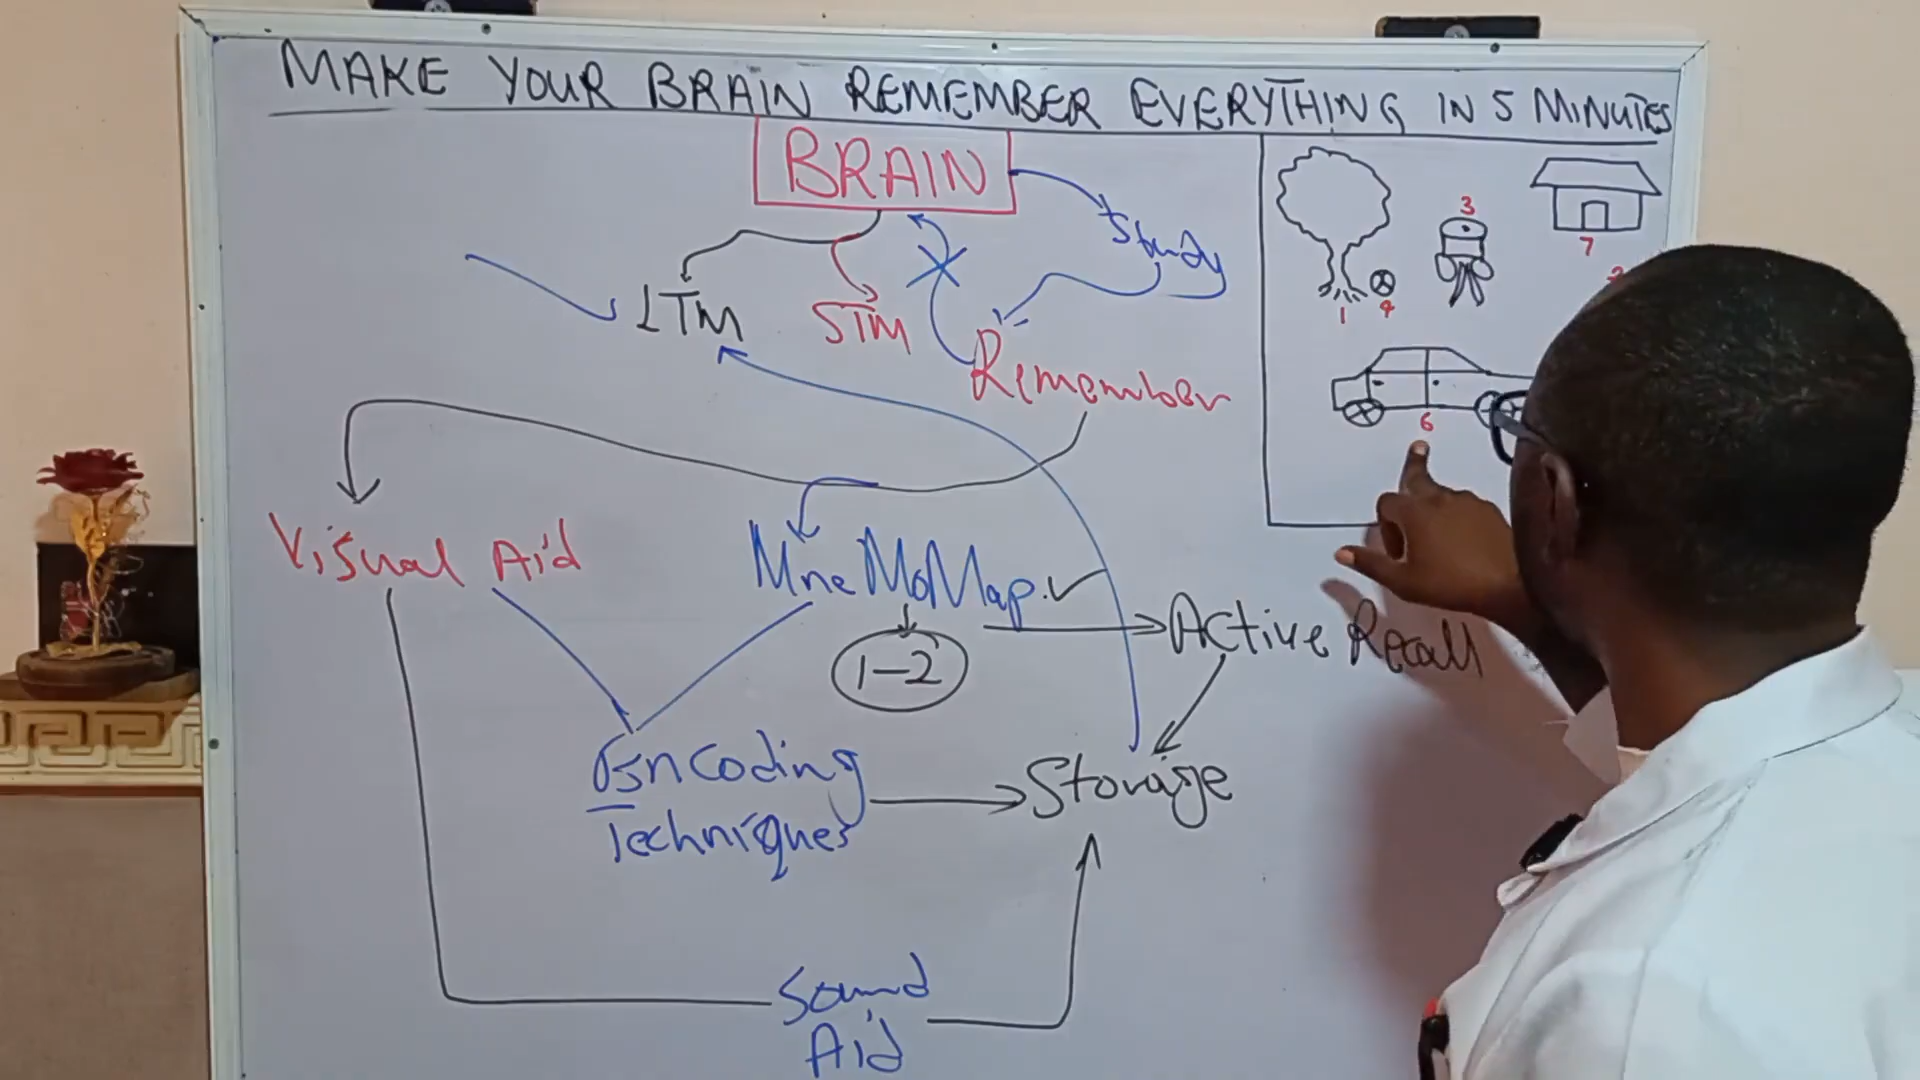 MAKE YOUR BRAIN REMEMBER EVERYTHING IN 5 MINUTES
BRAIN
Study
LTM
STM
Remember
3
7
1
4
6
Visual Aid
MneMoMap.
1-2
Active Recall
Encoding
Techniques
Storage
Sound
Aid